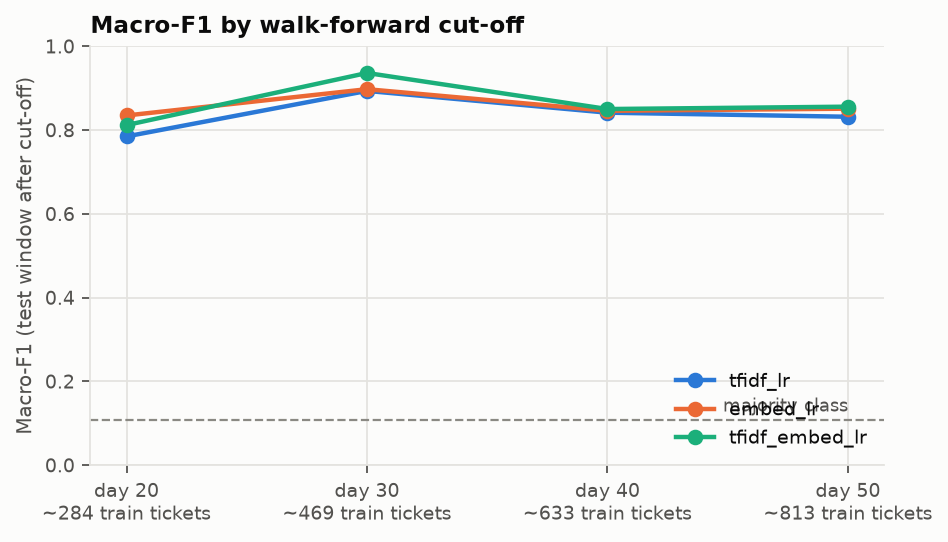 Macro-F1 by walk-forward cut-off
Macro-F1 (test window after cut-off)
1.0
0.8
0.6
0.4
0.2
0.0
tfidf_lr
majority class
embed_lr
tfidf_embed_lr
day 20
~284 train tickets
day 30
~469 train tickets
day 40
~633 train tickets
day 50
~813 train tickets